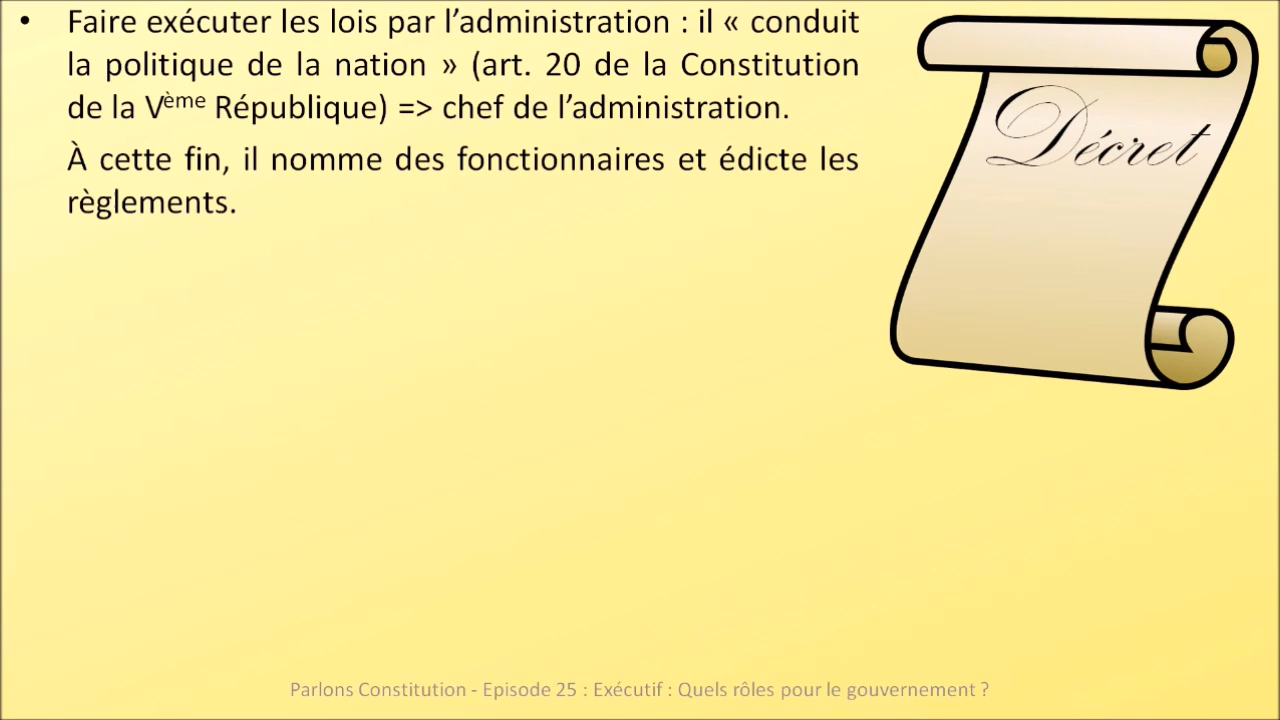 • Faire exécuter les lois par l’administration : il « conduit
la politique de la nation » (art. 20 de la Constitution
de la Vème République) => chef de l’administration.
À cette fin, il nomme des fonctionnaires et édicte les
règlements.
Décret
Parlons Constitution - Episode 25 : Exécutif : Quels rôles pour le gouvernement ?